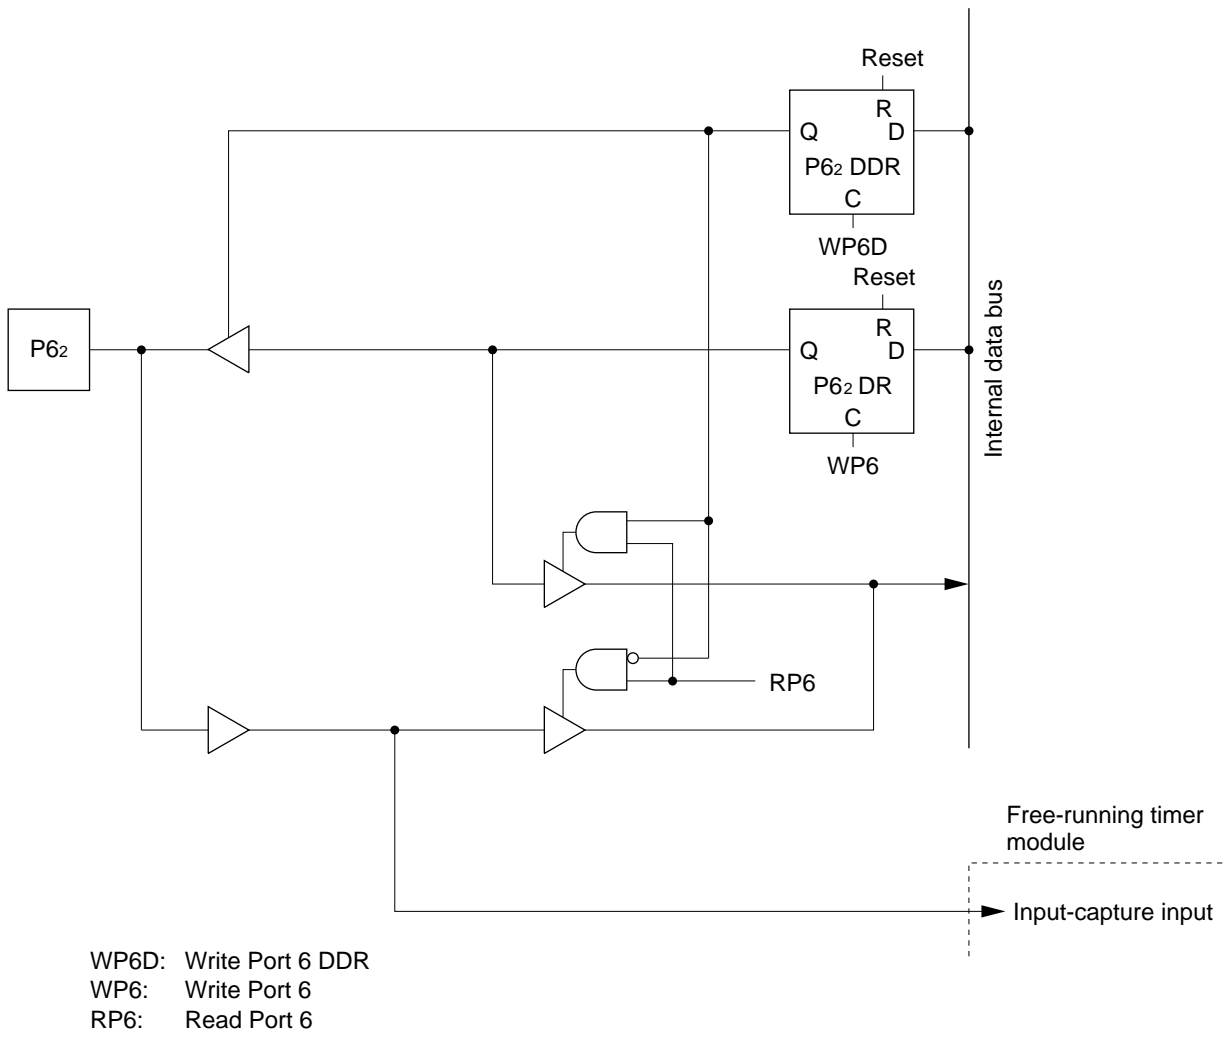 Reset
R
Q
D
P6₂ DDR
C
WP6D
Reset
R
P6₂
Q
D
P6₂ DR
C
WP6
Internal data bus
RP6
Free-running timer
module
Input-capture input
WP6D: Write Port 6 DDR
WP6: Write Port 6
RP6: Read Port 6